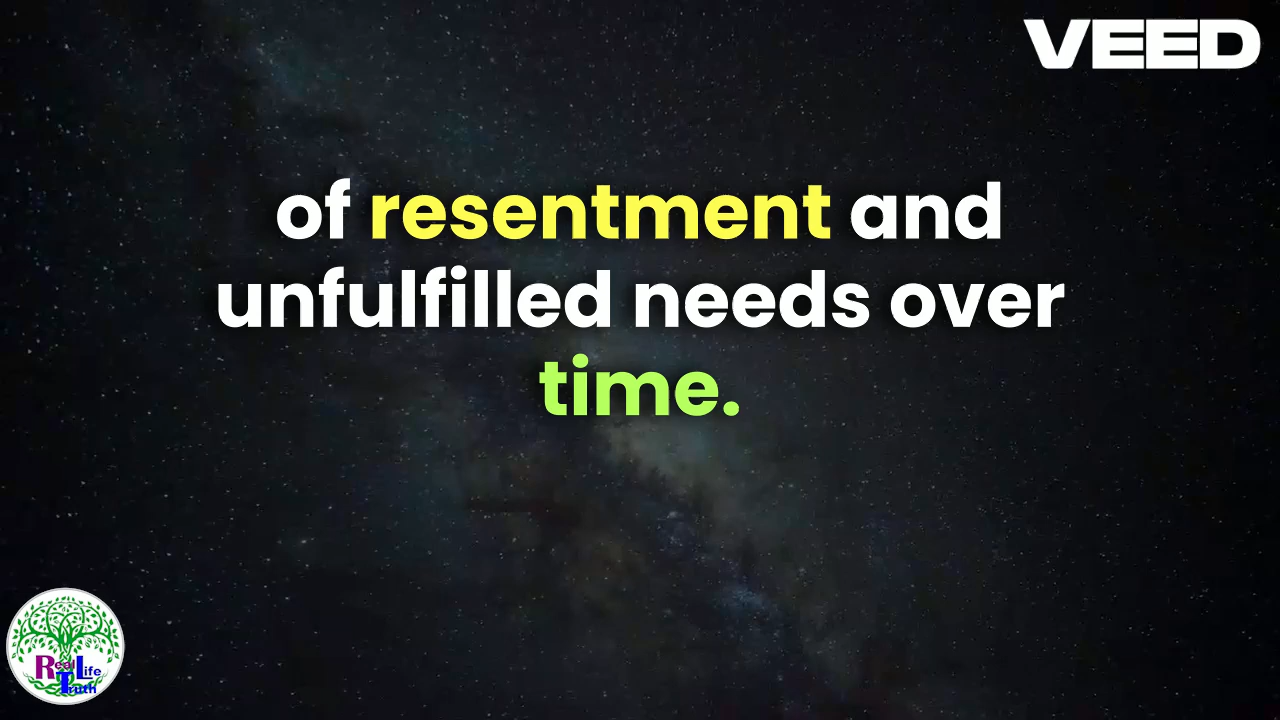 VEED
of resentment and
unfulfilled needs over
time.
Real Life
Truth